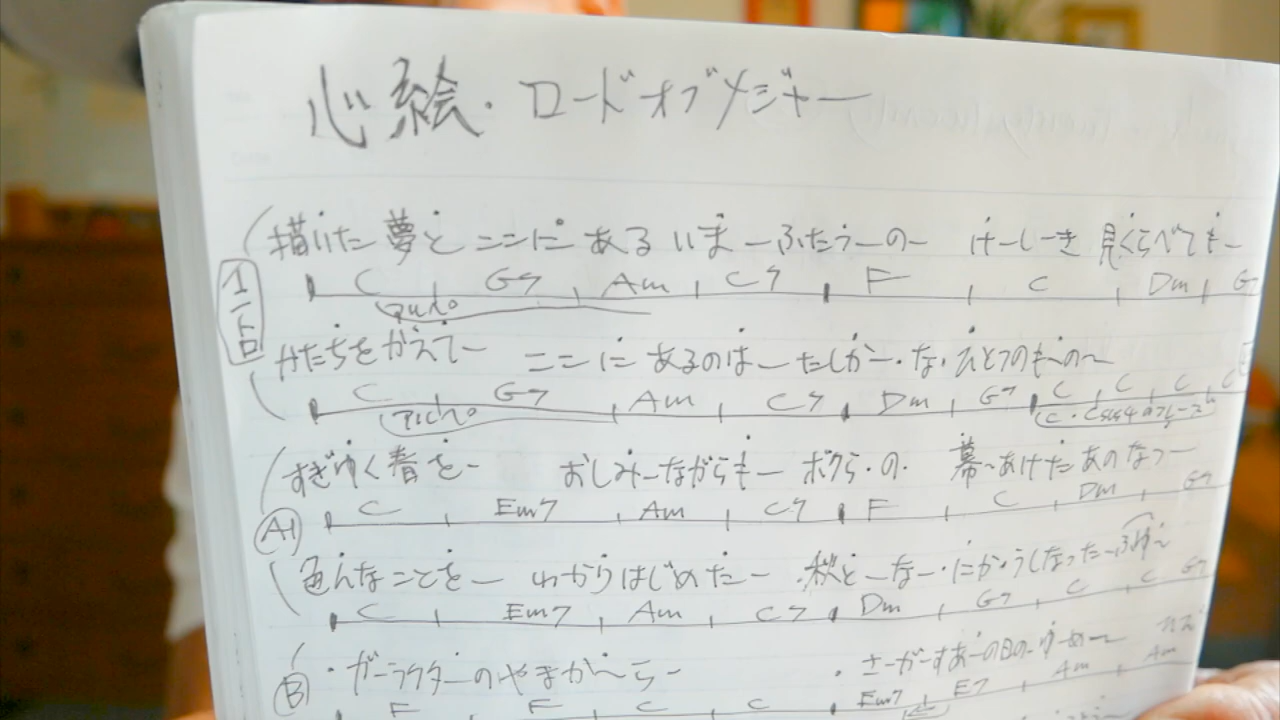 心絵・ロードオブメジャー
描いた 夢と ここに ある いま ーふたつーのー けーしーき 見くらべてもー
イントロ
C G7 Am C7 F C Dm G7
かたちを かえてー ここに あるのはー たしかー・な・ひとつのものー
C G7 Am C7 Dm G7 C C C C
すぎゆく春をー おしみーながらもー ボクら・の・ 幕〜あけた あの なつー
A1
C Em7 Am C7 F C Dm G7
色んなことをー わかりはじめたー ・秋とーなー・にか・うしなったーふゆ〜
C Em7 Am C7 Dm G7 C C G7
B
・ガーラクターのやまかーらー ・さーがーすあーの日の・ゆーめー
F F C C Em7 E7 Am Am